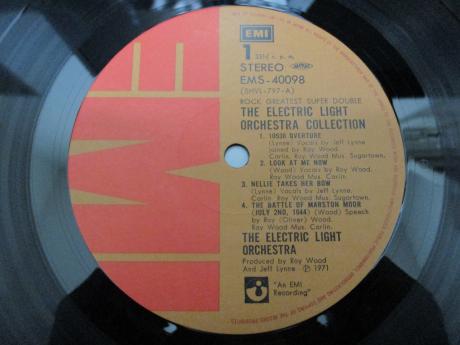 EMI
1
33⅓ r. p. m.
STEREO
EMS-40098
(SHVL-797-A)
ROCK GREATEST SUPER DOUBLE
THE ELECTRIC LIGHT
ORCHESTRA COLLECTION
1. 10538 OVERTURE
(Lynne) Vocals by Jeff Lynne
joined by Roy Wood.
Carlin. Roy Wood Mus. Sugartown.
2. LOOK AT ME NOW
(Wood) Vocals by Roy Wood.
Roy Wood Mus. Carlin.
3. NELLIE TAKES HER BOW
(Lynne) Vocals by Jeff Lynne.
Carlin. Roy Wood Mus. Sugartown.
4. THE BATTLE OF MARSTON MOOR
(JULY 2ND, 1644) (Wood) Speech
by Roy (Oliver) Wood.
Roy Wood Mus. Carlin.
THE ELECTRIC LIGHT
ORCHESTRA
Produced by Roy Wood
And Jeff Lynne ℗ 1971
"An EMI
Recording"
EMI